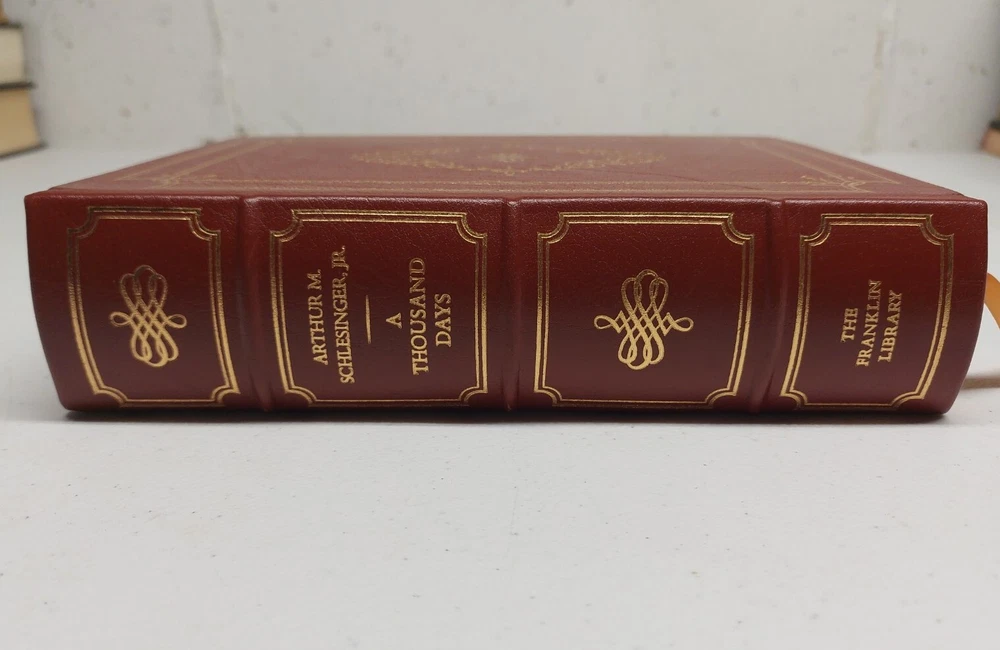 ARTHUR M.
SCHLESINGER, JR.
A
THOUSAND
DAYS
THE
FRANKLIN
LIBRARY